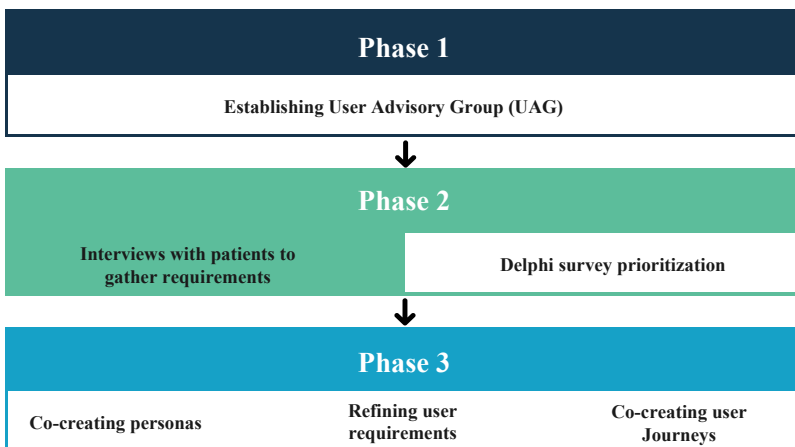 Phase 1
Establishing User Advisory Group (UAG)
Phase 2
Interviews with patients to
gather requirements
Delphi survey prioritization
Phase 3
Co-creating personas
Refining user
requirements
Co-creating user
Journeys